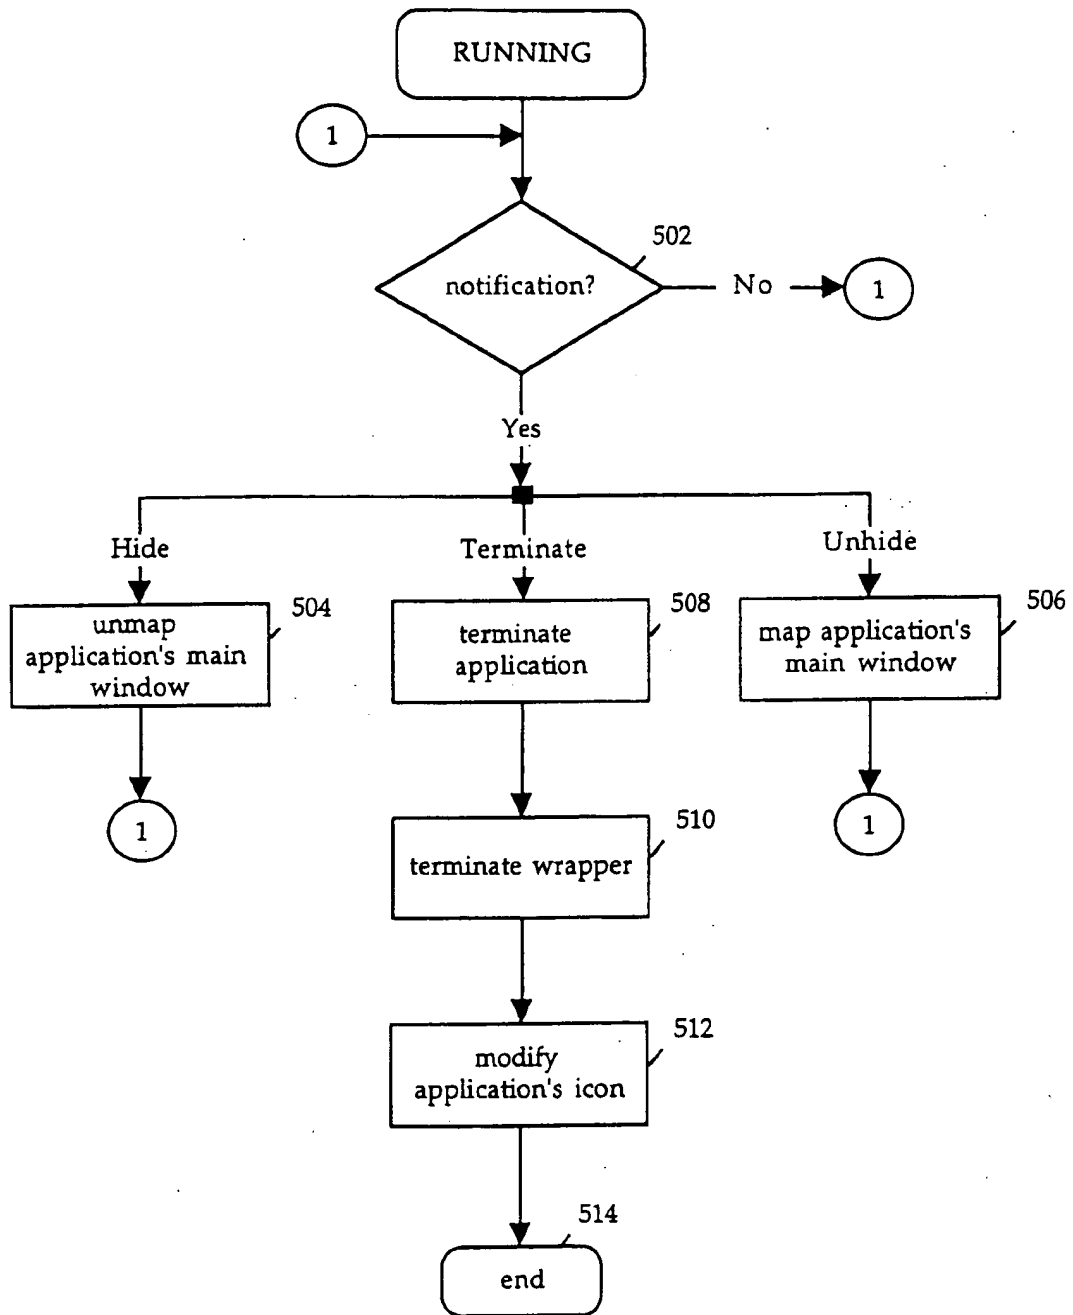 RUNNING
1
502
notification?
No
1
Yes
Hide
Terminate
Unhide
504
unmap
application's main
window
508
terminate
application
506
map application's
main window
1
1
510
terminate wrapper
512
modify
application's icon
514
end